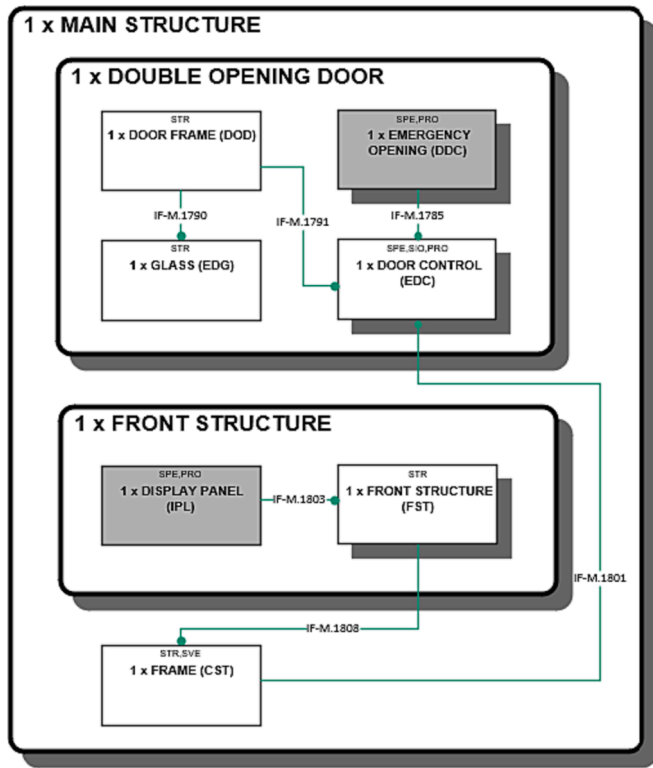 1 x MAIN STRUCTURE
1 x DOUBLE OPENING DOOR
STR
1 x DOOR FRAME (DOD)
SPE,PRO
1 x EMERGENCY
OPENING (DDC)
IF-M.1790
IF-M.1791
IF-M.1785
STR
1 x GLASS (EDG)
SPE,SIO,PRO
1 x DOOR CONTROL
(EDC)
1 x FRONT STRUCTURE
SPE,PRO
1 x DISPLAY PANEL
(IPL)
IF-M.1803
STR
1 x FRONT STRUCTURE
(FST)
IF-M.1801
IF-M.1808
STR,SVE
1 x FRAME (CST)